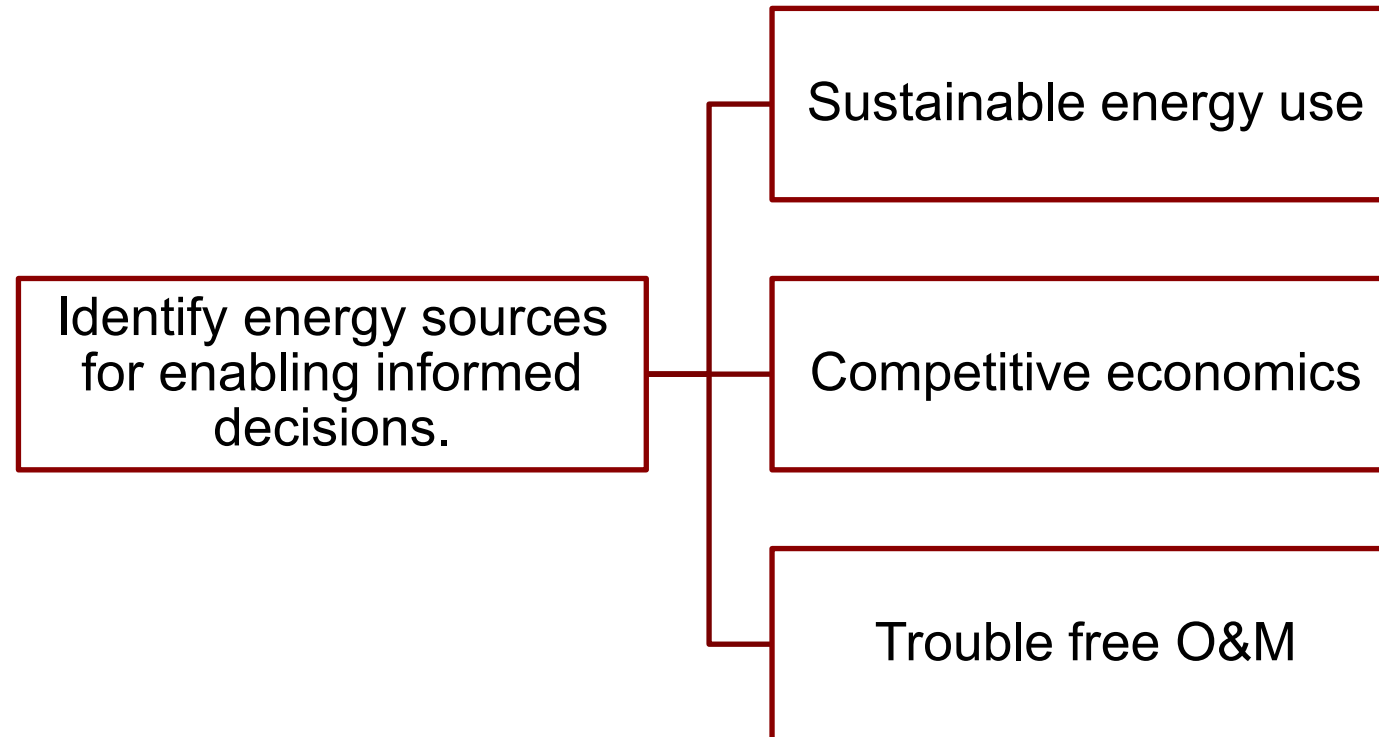 Sustainable energy use
Identify energy sources
for enabling informed
decisions.
Competitive economics
Trouble free O&M